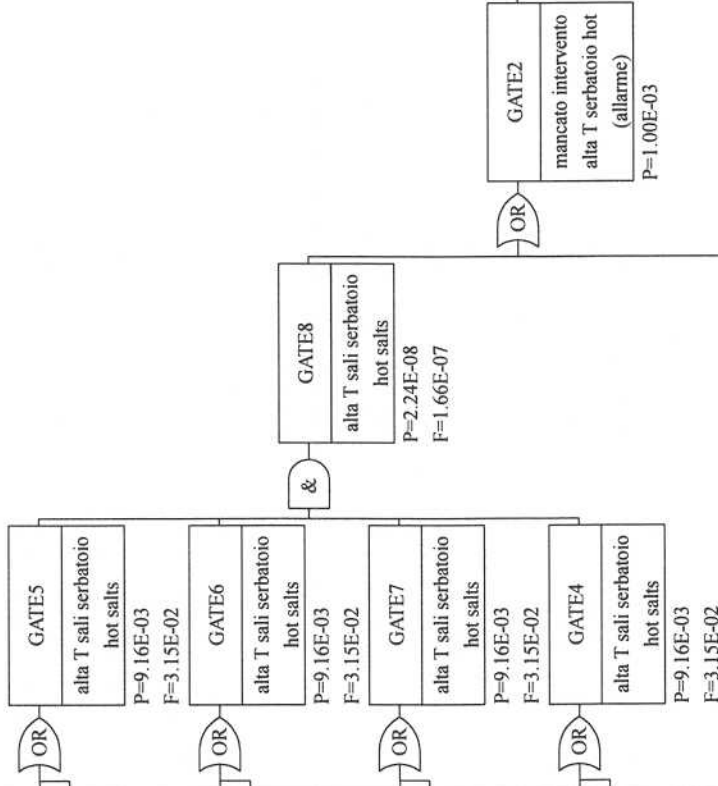 GATE5
alta T sali serbatoio
hot salts
P=9.16E-03
F=3.15E-02
OR
GATE6
alta T sali serbatoio
hot salts
P=9.16E-03
F=3.15E-02
OR
GATE7
alta T sali serbatoio
hot salts
P=9.16E-03
F=3.15E-02
OR
GATE4
alta T sali serbatoio
hot salts
P=9.16E-03
F=3.15E-02
OR
&
GATE8
alta T sali serbatoio
hot salts
P=2.24E-08
F=1.66E-07
OR
GATE2
mancato intervento
alta T serbatoio hot
(allarme)
P=1.00E-03